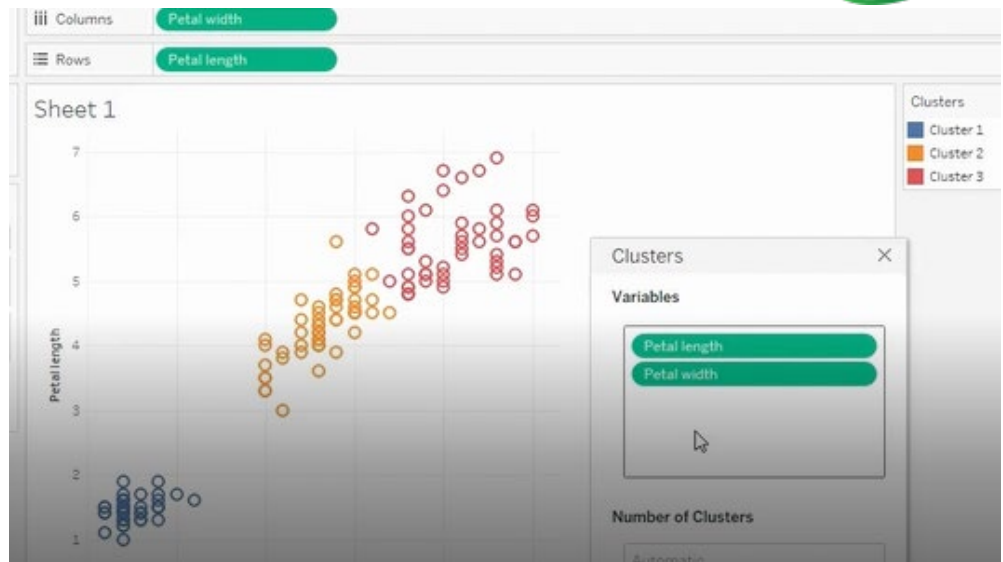 Columns
Petal width
Rows
Petal length
Sheet 1
7
6
5
4
3
2
1
Petal length
Clusters
Cluster 1
Cluster 2
Cluster 3
Clusters
Variables
Petal length
Petal width
Number of Clusters
Automatic